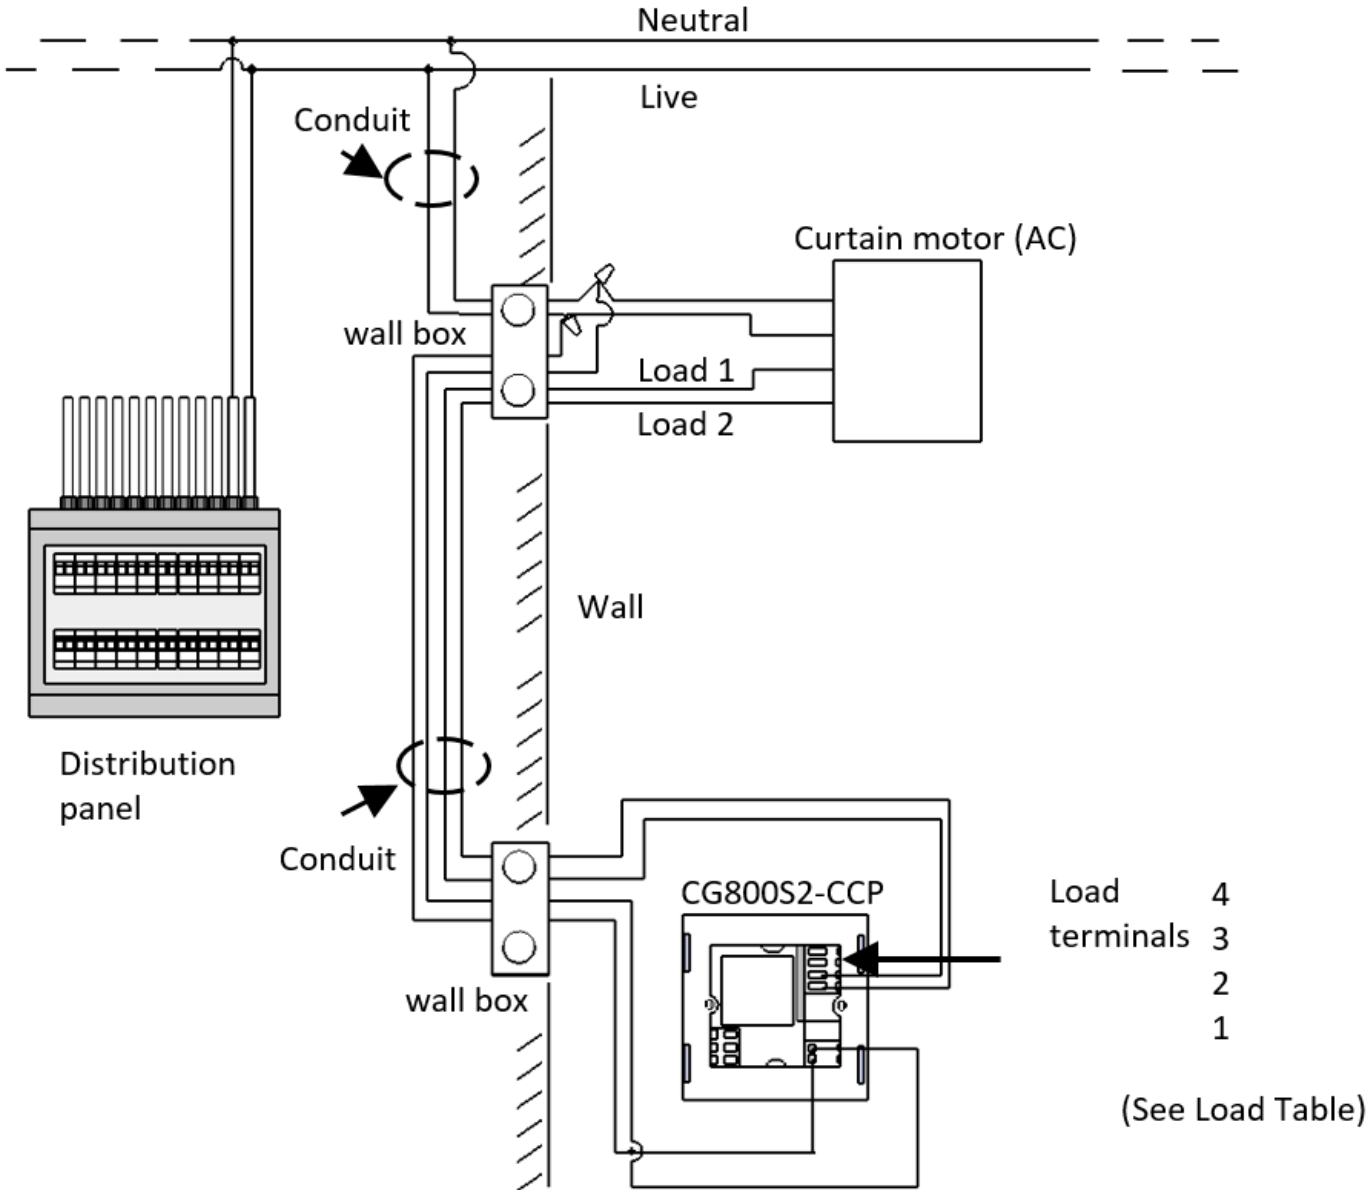 Neutral
Live
Conduit
Curtain motor (AC)
wall box
Load 1
Load 2
Wall
Distribution
panel
Conduit
CG800S2-CCP
Load
terminals
4
3
2
1
wall box
(See Load Table)